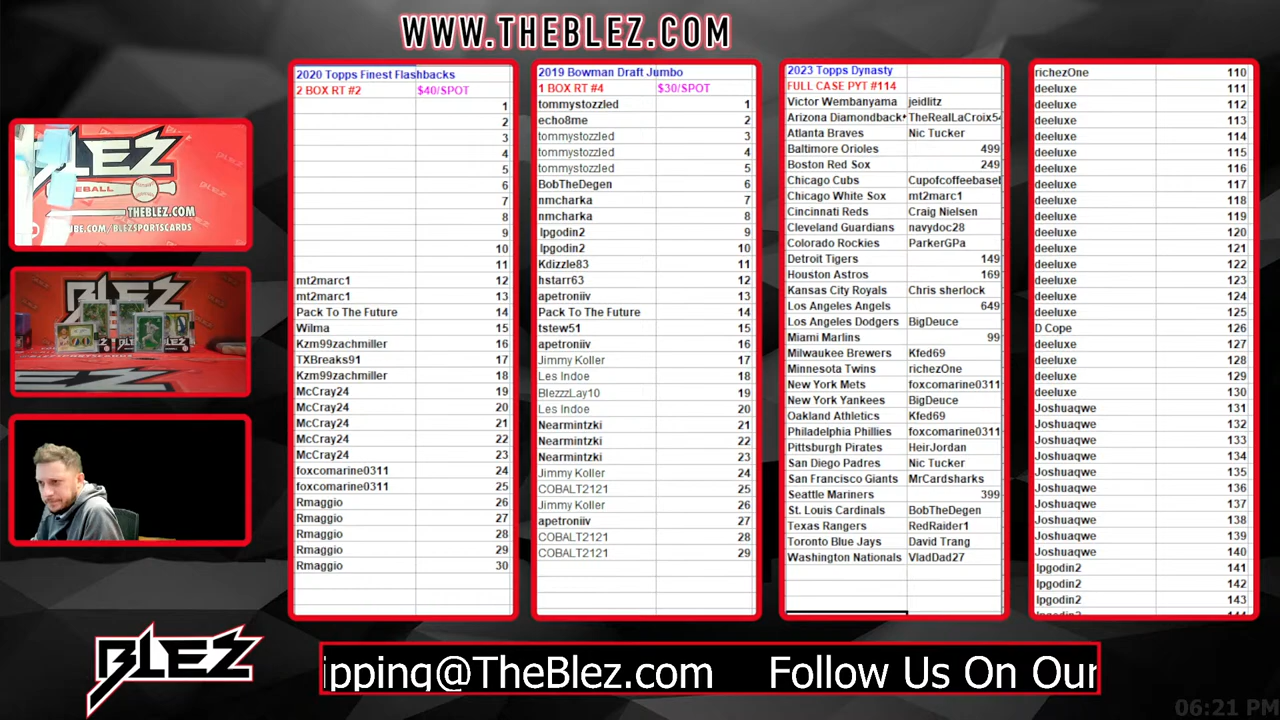 WWW.THEBLEZ.COM
2020 Topps Finest Flashbacks
2 BOX RT #2 $40/SPOT
1
2
3
4
5
6
7
8
9
10
11
mt2marc1 12
mt2marc1 13
Pack To The Future 14
Wilma 15
Kzm99zachmiller 16
TXBreaks91 17
Kzm99zachmiller 18
McCray24 19
McCray24 20
McCray24 21
McCray24 22
McCray24 23
foxcomarine0311 24
foxcomarine0311 25
Rmaggio 26
Rmaggio 27
Rmaggio 28
Rmaggio 29
Rmaggio 30
2019 Bowman Draft Jumbo
1 BOX RT #4 $30/SPOT
tommystozzled 1
echo8me 2
tommystozzled 3
tommystozzled 4
tommystozzled 5
BobTheDegen 6
nmcharka 7
nmcharka 8
lpgodin2 9
lpgodin2 10
Kdizzle83 11
hstarr63 12
apetroniiv 13
Pack To The Future 14
tstew51 15
apetroniiv 16
Jimmy Koller 17
Les Indoe 18
BlezzzLay10 19
Les Indoe 20
Nearmintzki 21
Nearmintzki 22
Nearmintzki 23
Jimmy Koller 24
COBALT2121 25
Jimmy Koller 26
apetroniiv 27
COBALT2121 28
COBALT2121 29
2023 Topps Dynasty
FULL CASE PYT #114
Victor Wembanyama jeidlitz
Arizona Diamondback TheRealLaCroix54
Atlanta Braves Nic Tucker
Baltimore Orioles 499
Boston Red Sox 249
Chicago Cubs Cupofcoffeebasel
Chicago White Sox mt2marc1
Cincinnati Reds Craig Nielsen
Cleveland Guardians navydoc28
Colorado Rockies ParkerGPa
Detroit Tigers 149
Houston Astros 169
Kansas City Royals Chris sherlock
Los Angeles Angels 649
Los Angeles Dodgers BigDeuce
Miami Marlins 99
Milwaukee Brewers Kfed69
Minnesota Twins richezOne
New York Mets foxcomarine0311
New York Yankees BigDeuce
Oakland Athletics Kfed69
Philadelphia Phillies foxcomarine0311
Pittsburgh Pirates HeirJordan
San Diego Padres Nic Tucker
San Francisco Giants MrCardsharks
Seattle Mariners 399
St. Louis Cardinals BobTheDegen
Texas Rangers RedRaider1
Toronto Blue Jays David Trang
Washington Nationals VladDad27
richezOne 110
deeluxe 111
deeluxe 112
deeluxe 113
deeluxe 114
deeluxe 115
deeluxe 116
deeluxe 117
deeluxe 118
deeluxe 119
deeluxe 120
deeluxe 121
deeluxe 122
deeluxe 123
deeluxe 124
deeluxe 125
D Cope 126
deeluxe 127
deeluxe 128
deeluxe 129
deeluxe 130
Joshuaqwe 131
Joshuaqwe 132
Joshuaqwe 133
Joshuaqwe 134
Joshuaqwe 135
Joshuaqwe 136
Joshuaqwe 137
Joshuaqwe 138
Joshuaqwe 139
Joshuaqwe 140
lpgodin2 141
lpgodin2 142
lpgodin2 143
lpgodin2 144
BLEZ
THEBLEZ.COM
BLEZ
BLEZ
ipping@TheBlez.com Follow Us On Our
06:21 PM